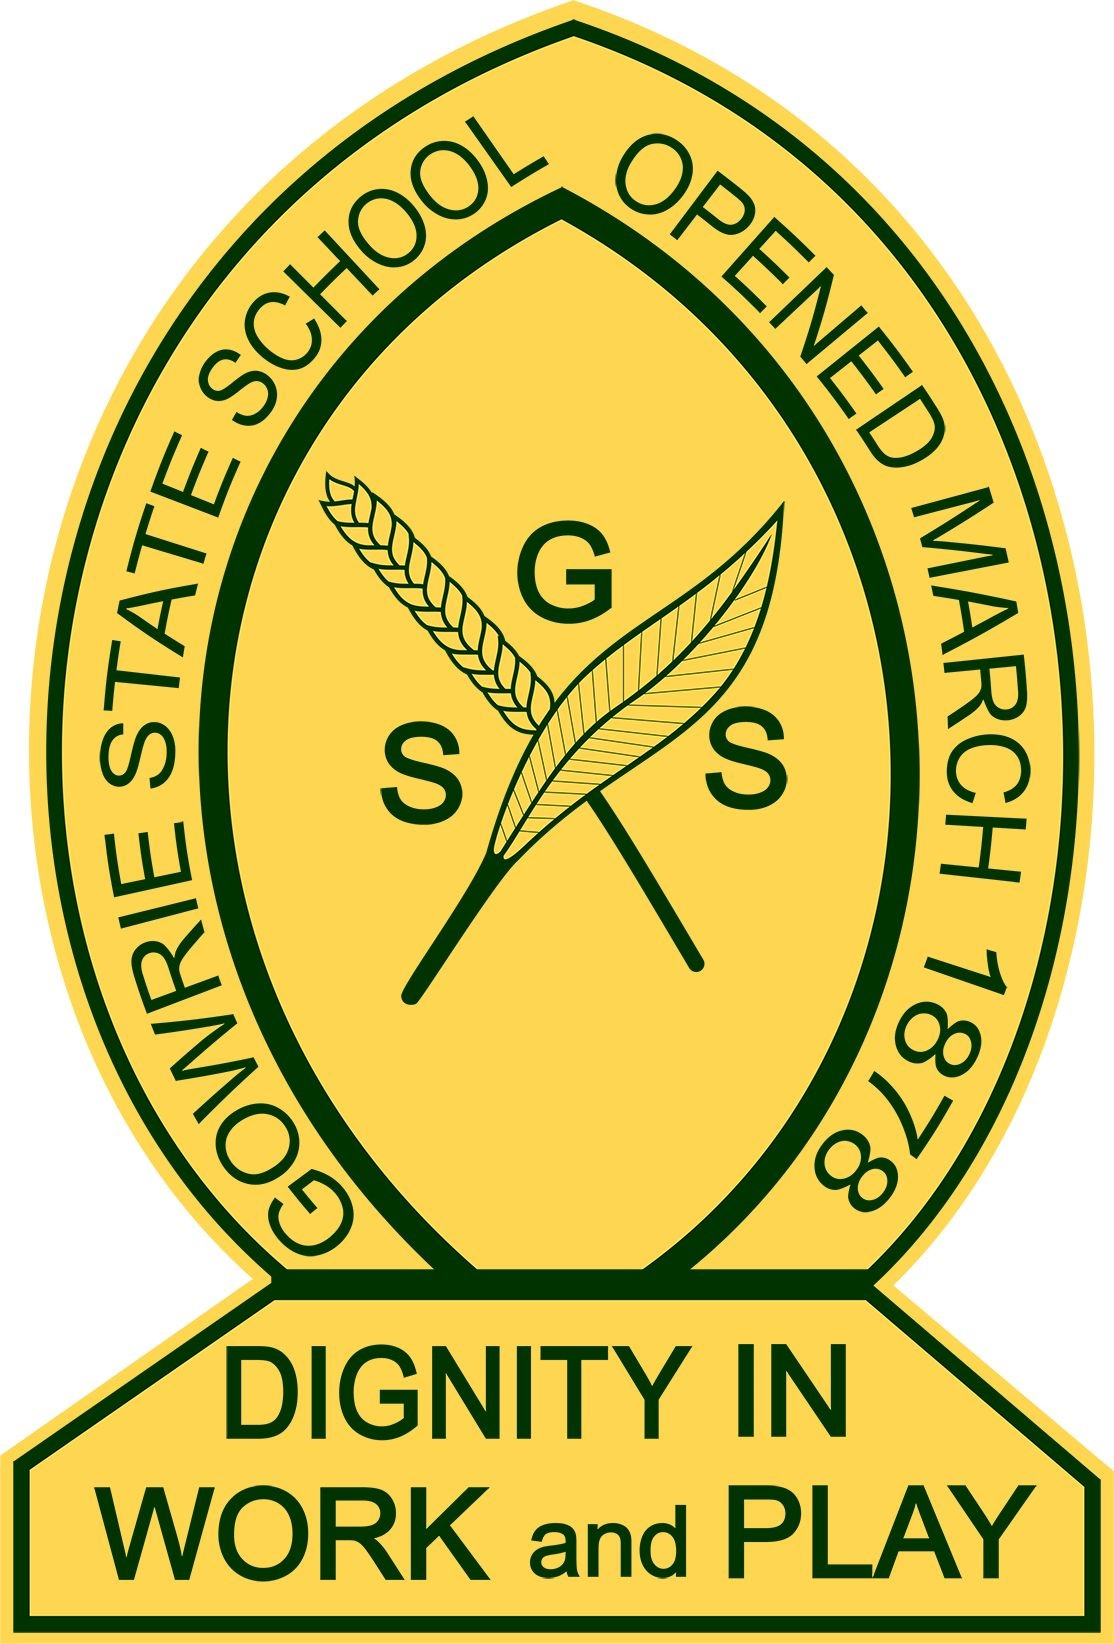 GOWRIE STATE SCHOOL OPENED MARCH 1878
G
S S
DIGNITY IN
WORK and PLAY